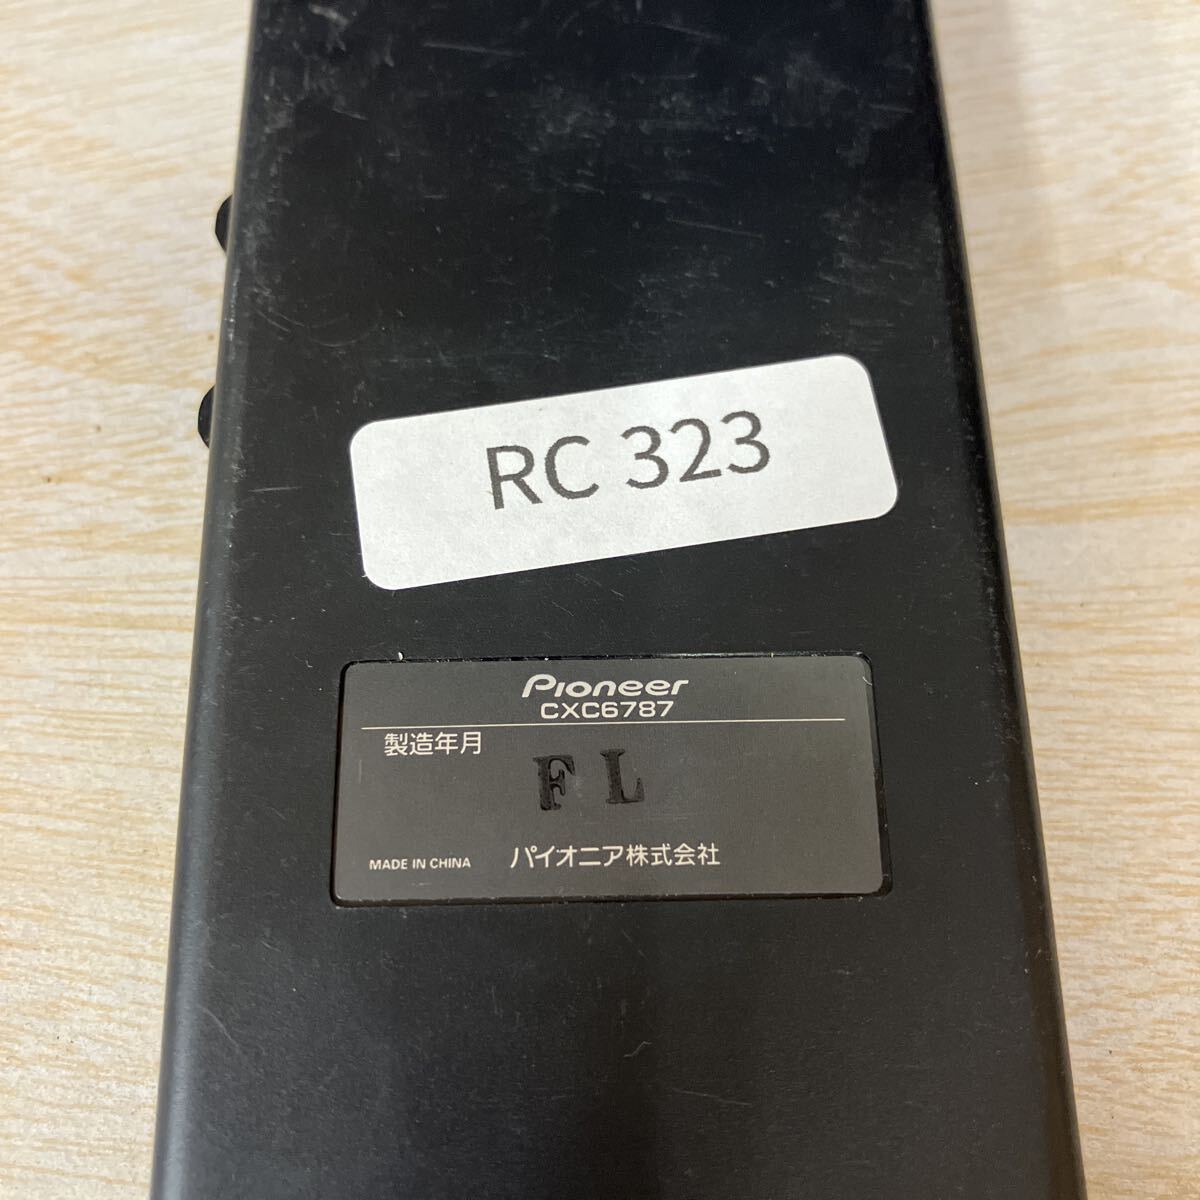 RC 323
Pioneer
CXC6787
製造年月
F L
MADE IN CHINA パイオニア株式会社